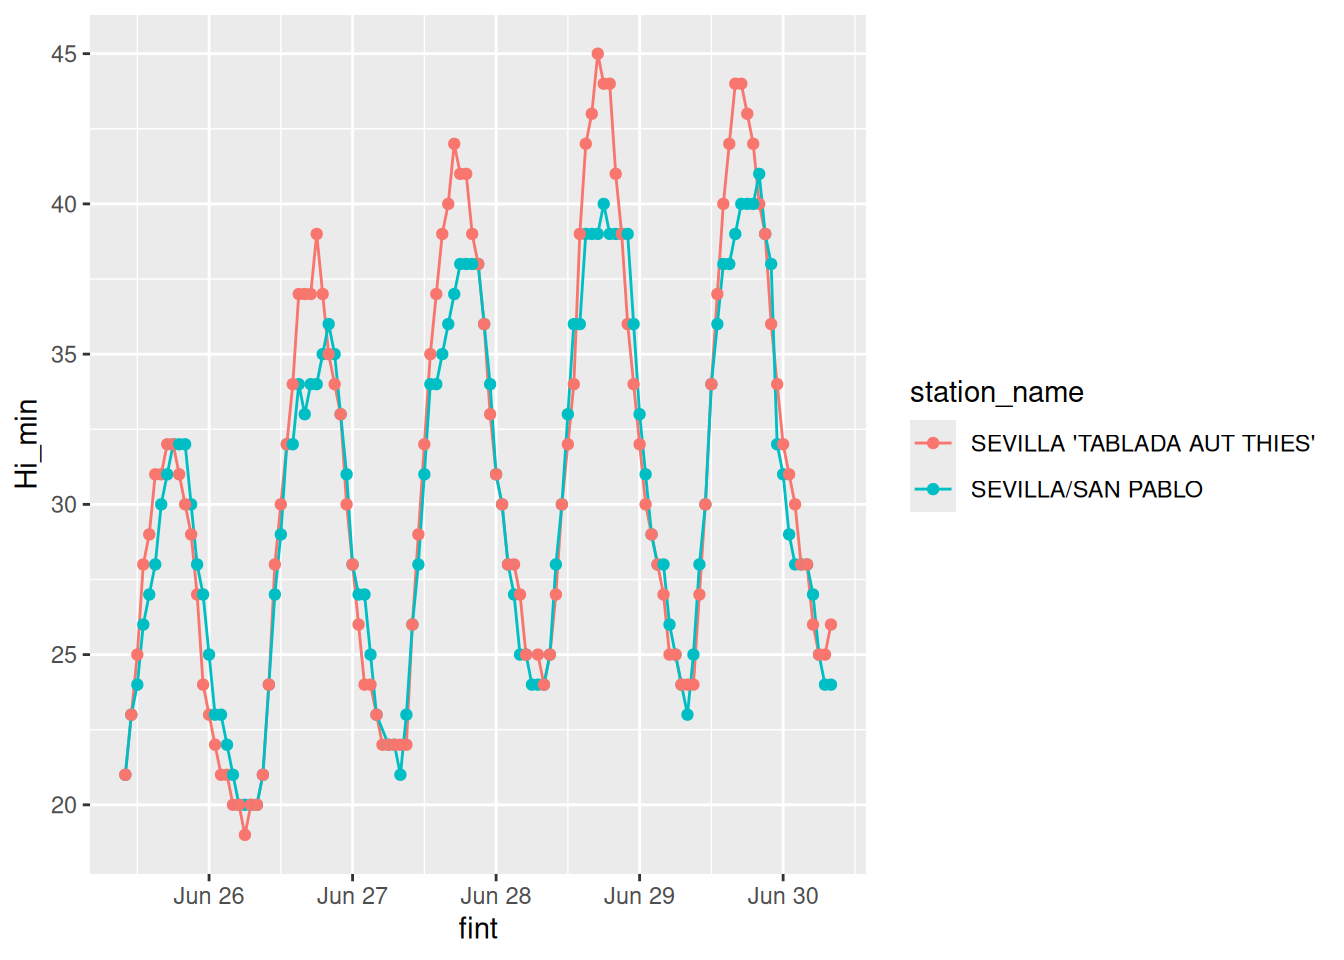 45
40
35
30
25
20
Hi_min
Jun 26 Jun 27 Jun 28 Jun 29 Jun 30
fint
station_name
SEVILLA 'TABLADA AUT THIES'
SEVILLA/SAN PABLO